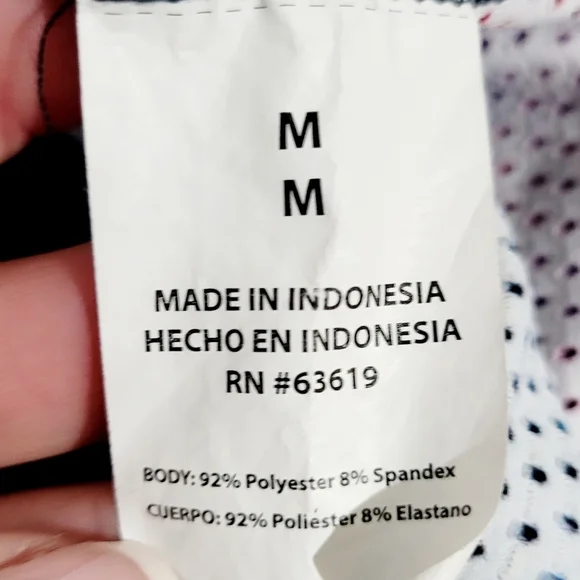 M
M
MADE IN INDONESIA
HECHO EN INDONESIA
RN #63619
BODY: 92% Polyester 8% Spandex
CUERPO: 92% Poliéster 8% Elastano